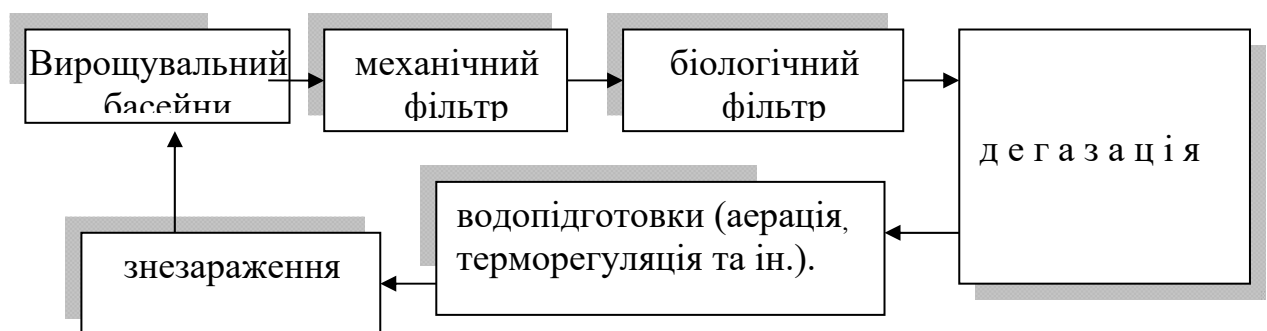 Вирощувальний
басейни
механічний
фільтр
біологічний
фільтр
д е г а з а ц і я
водопідготовки (аерація,
терморегуляція та ін.).
знезараження